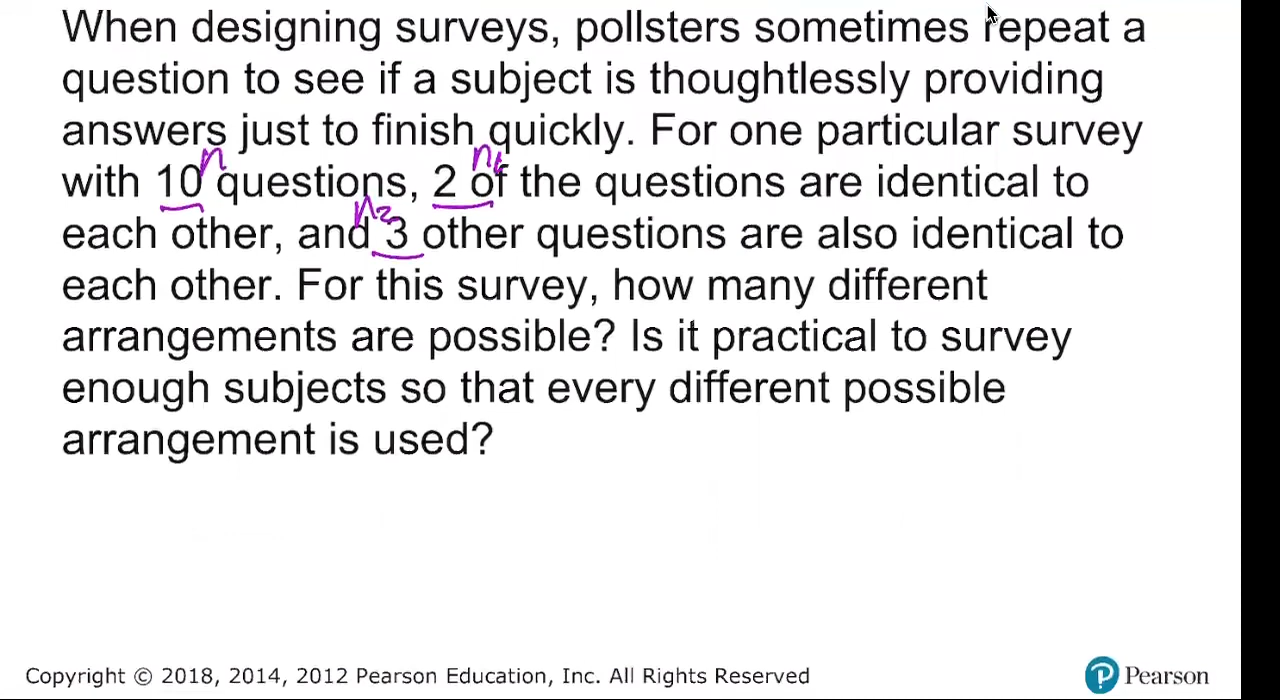 When designing surveys, pollsters sometimes repeat a
question to see if a subject is thoughtlessly providing
answers just to finish quickly. For one particular survey
n n₁
with 10 questions, 2 of the questions are identical to
n₂
each other, and 3 other questions are also identical to
each other. For this survey, how many different
arrangements are possible? Is it practical to survey
enough subjects so that every different possible
arrangement is used?
Copyright © 2018, 2014, 2012 Pearson Education, Inc. All Rights Reserved
P Pearson